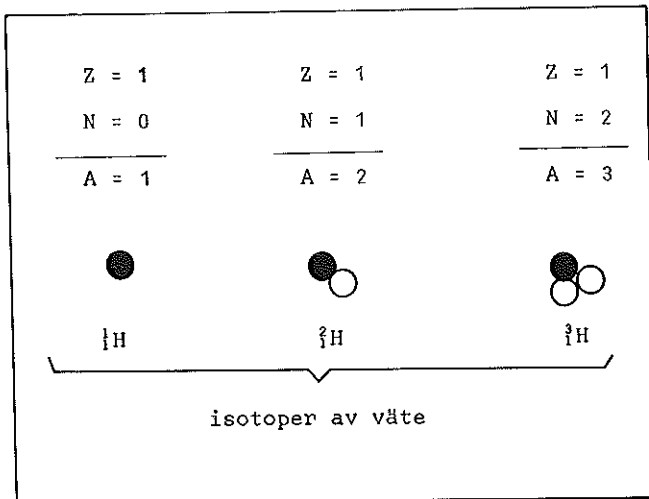 Z = 1 Z = 1 Z = 1
N = 0 N = 1 N = 2
A = 1 A = 2 A = 3
¹₁H ²₁H ³₁H
isotoper av väte